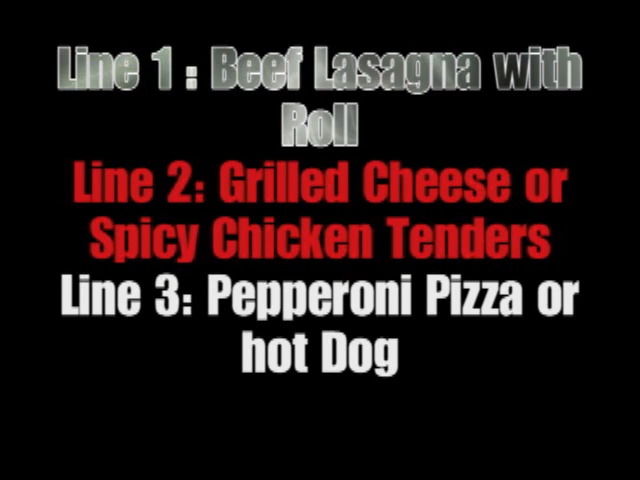 Line 1 : Beef Lasagna with
Roll
Line 2: Grilled Cheese or
Spicy Chicken Tenders
Line 3: Pepperoni Pizza or
hot Dog